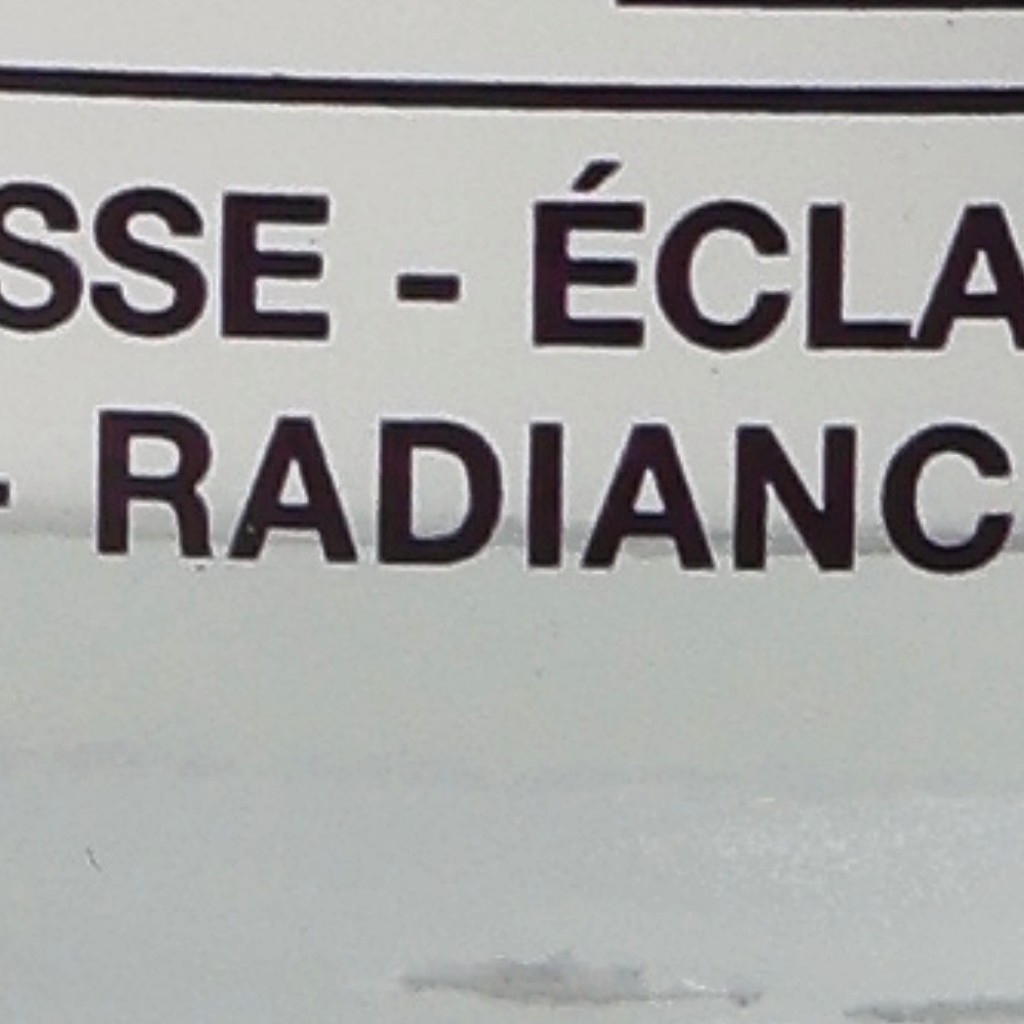 SSE - ÉCLA
- RADIANC